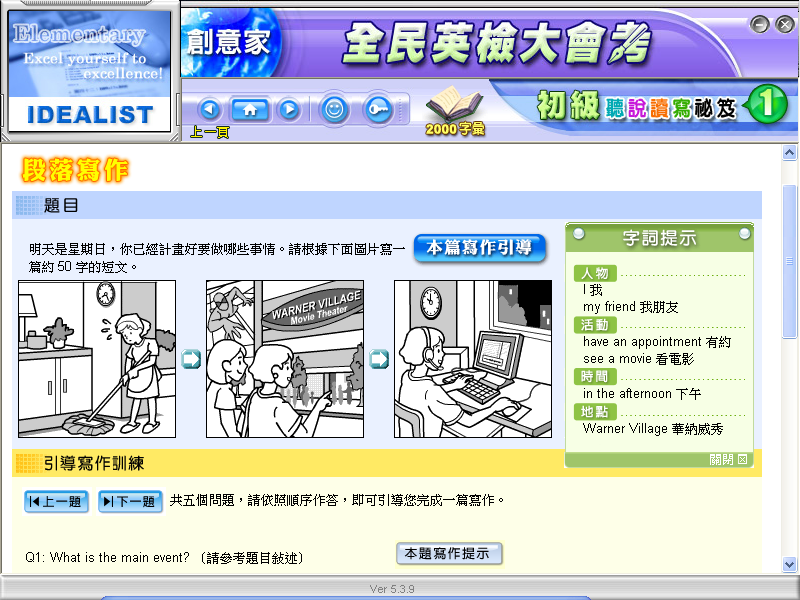 Elementary
Excel yourself to
excellence!
IDEALIST
創意家
全民英檢大會考
上一頁
2000字彙
初級聽說讀寫祕笈1
段落寫作
題目
明天是星期日，你已經計畫好要做哪些事情。請根據下面圖片寫一
篇約 50 字的短文。
本篇寫作引導
WARNER VILLAGE
Movie Theater
字詞提示
人物
I 我
my friend 我朋友
活動
have an appointment 有約
see a movie 看電影
時間
in the afternoon 下午
地點
Warner Village 華納威秀
關閉
引導寫作訓練
上一題
下一題
共五個問題，請依照順序作答，即可引導您完成一篇寫作。
Q1: What is the main event? 〔請參考題目敍述〕
本題寫作提示
Ver 5.3.9